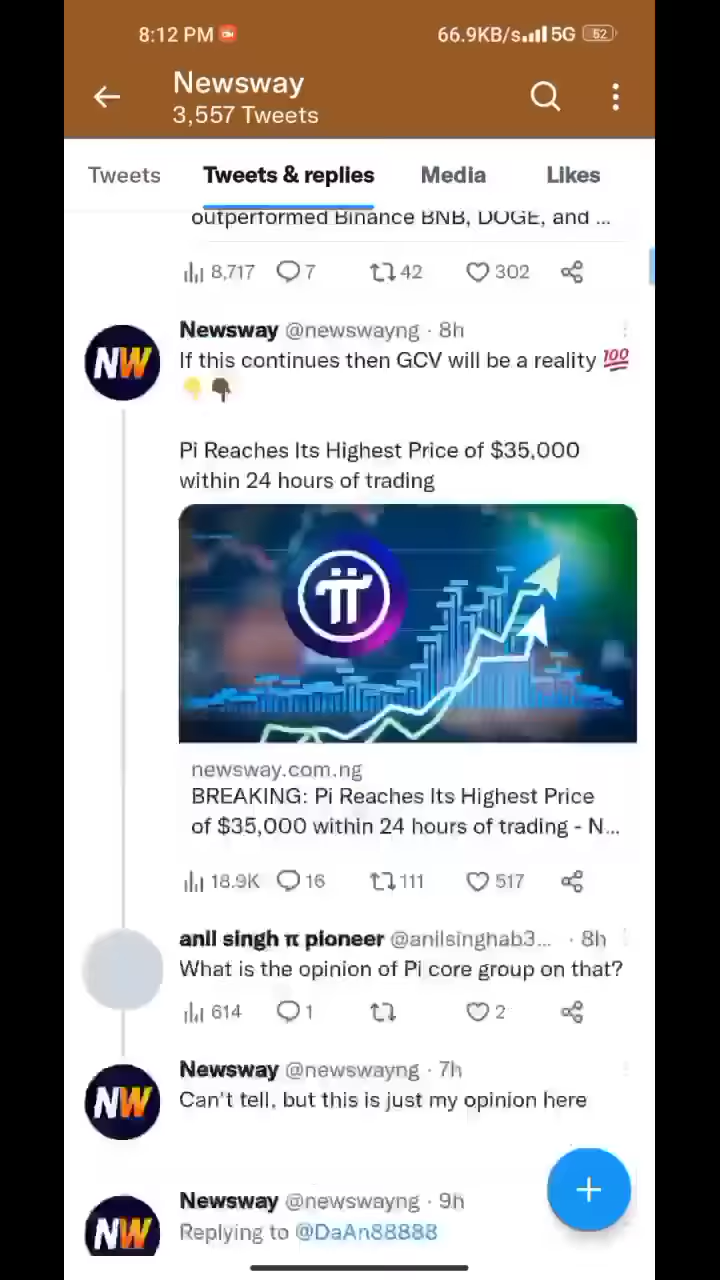 8:12 PM
66.9KB/s 5G 52
Newsway
3,557 Tweets
Tweets Tweets & replies Media Likes
outperformed Binance BNB, DOGE, and ...
8,717 7 42 302
Newsway @newswayng · 8h
If this continues then GCV will be a reality 💯
👇 👇🏿
Pi Reaches Its Highest Price of $35,000
within 24 hours of trading
newsway.com.ng
BREAKING: Pi Reaches Its Highest Price
of $35,000 within 24 hours of trading - N...
18.9K 16 111 517
NW
anil singh π pioneer @anilsinghab3... · 8h
What is the opinion of Pi core group on that?
614 1 2
Newsway @newswayng · 7h
NW
Can't tell, but this is just my opinion here
Newsway @newswayng · 9h
NW
Replying to @DaAn88888